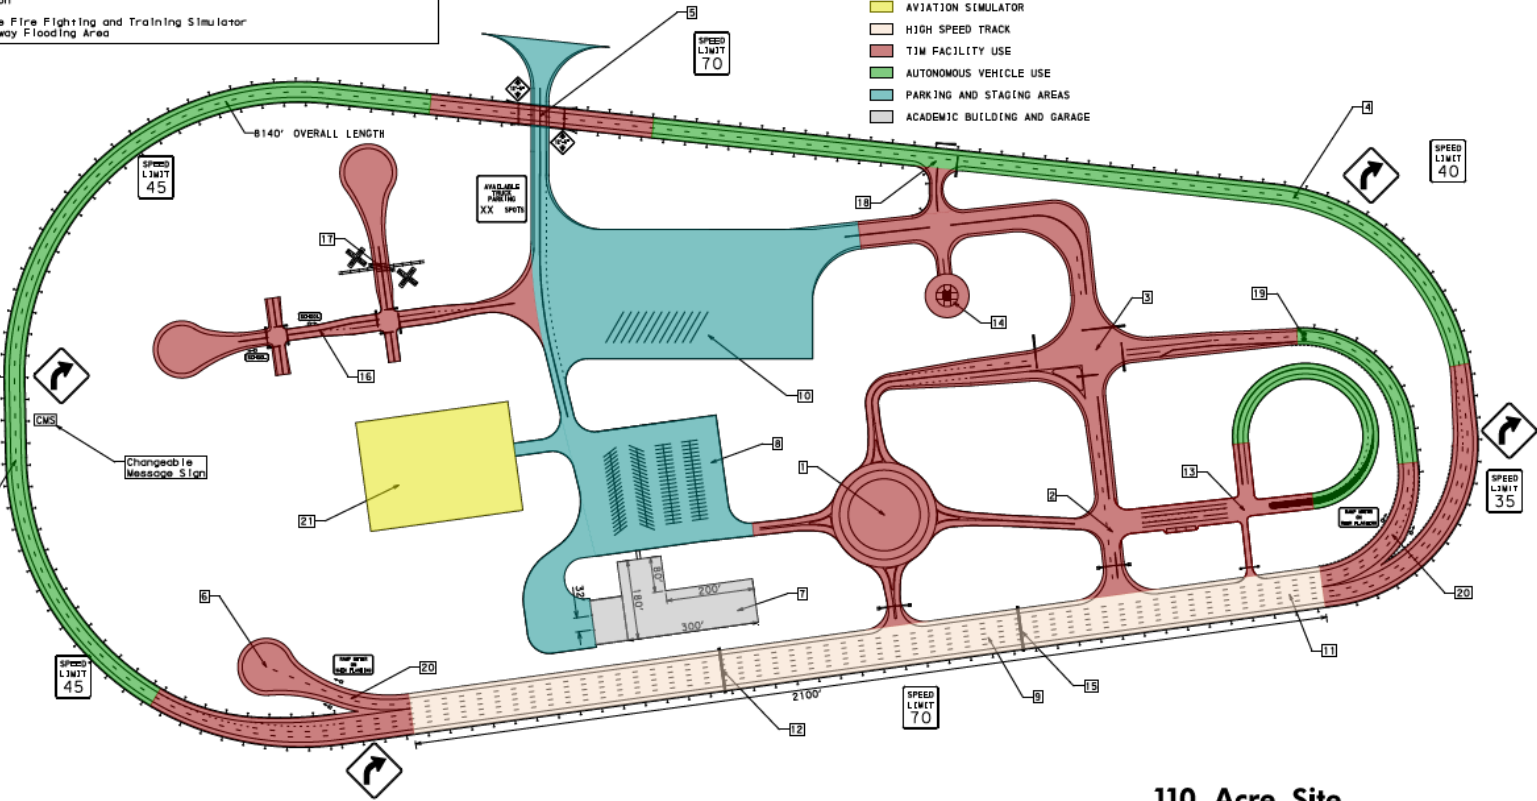 e Fire Fighting and Training Simulator
way Flooding Area
AVIATION SIMULATOR
HIGH SPEED TRACK
TIM FACILITY USE
AUTONOMOUS VEHICLE USE
PARKING AND STAGING AREAS
ACADEMIC BUILDING AND GARAGE
5
SPEED
LIMIT
70
4
8140' OVERALL LENGTH
SPEED
LIMIT
45
SPEED
LIMIT
40
AVAILABLE
TRUCK
PARKING
XX SPOTS
18
17
19
3
14
SCHOOL
SCHOOL
16
10
CMS
Changeable
Message Sign
8
1
13
2
SPEED
LIMIT
35
21
32'
80'
180'
200'
300'
7
20
6
11
20
SPEED
LIMIT
45
15
9
2100'
SPEED
LIMIT
70
12
110 Acre Site